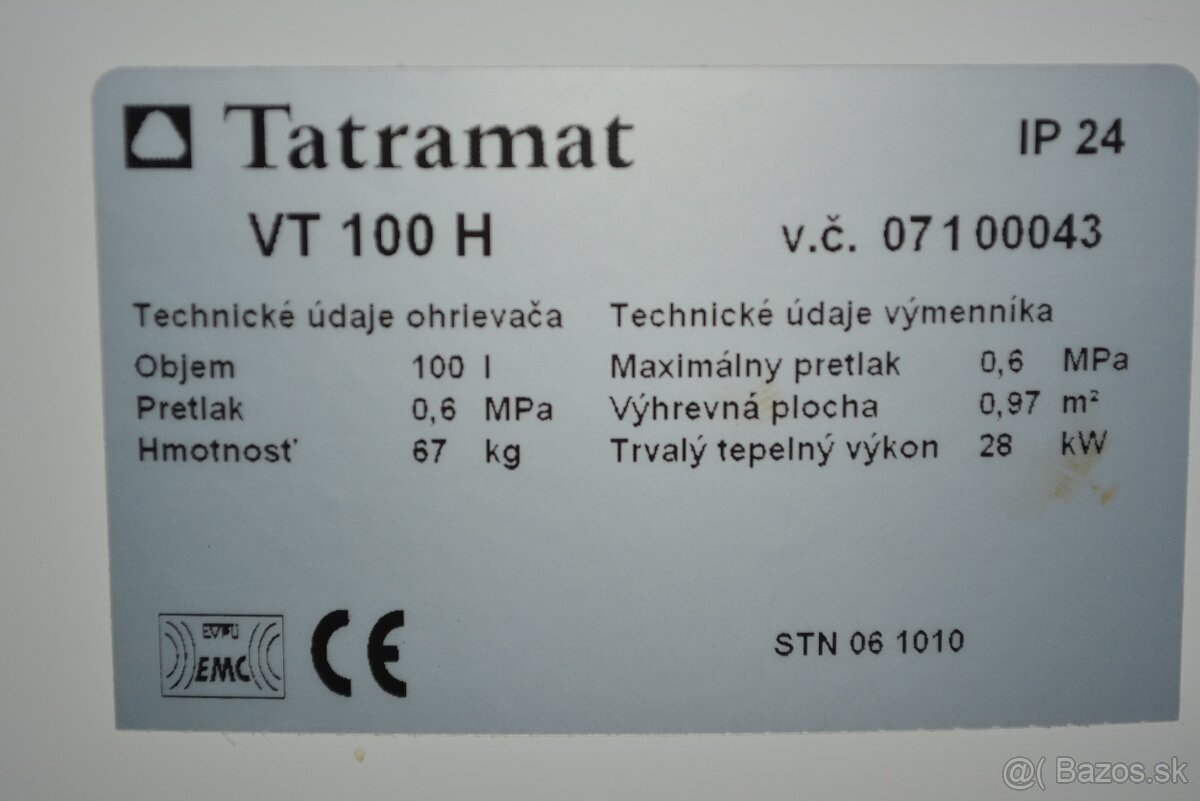 Tatramat IP 24
VT 100 H v.č. 07100043
Technické údaje ohrievača Technické údaje výmenníka
Objem 100 l Maximálny pretlak 0,6 MPa
Pretlak 0,6 MPa Výhrevná plocha 0,97 m²
Hmotnosť 67 kg Trvalý tepelný výkon 28 kW
EVPU
EMC CE STN 06 1010
@( Bazos.sk